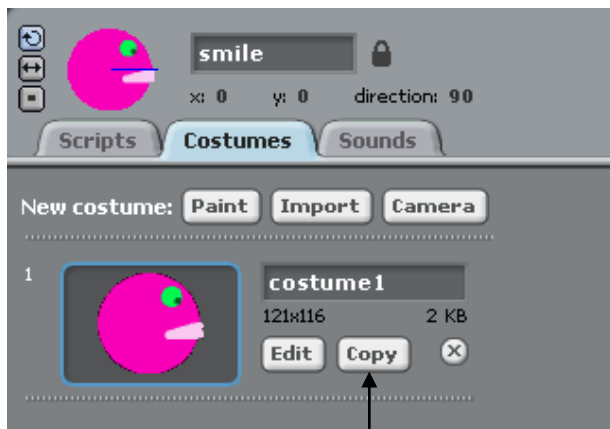 smile
x: 0 y: 0 direction: 90
Scripts Costumes Sounds
New costume: Paint Import Camera
1
costume1
121x116 2 KB
Edit Copy